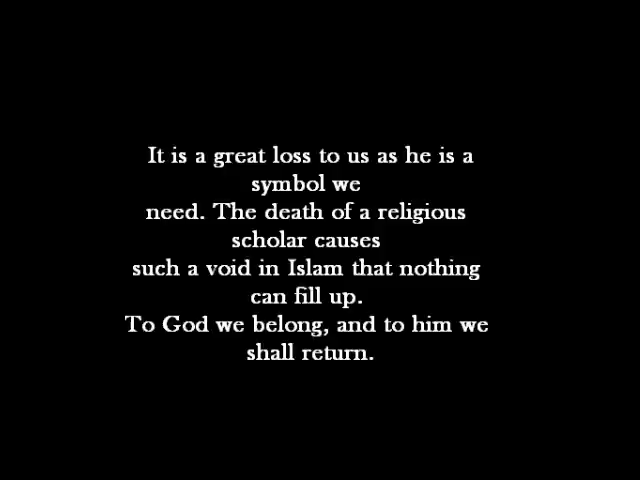 It is a great loss to us as he is a
symbol we
need. The death of a religious
scholar causes
such a void in Islam that nothing
can fill up.
To God we belong, and to him we
shall return.